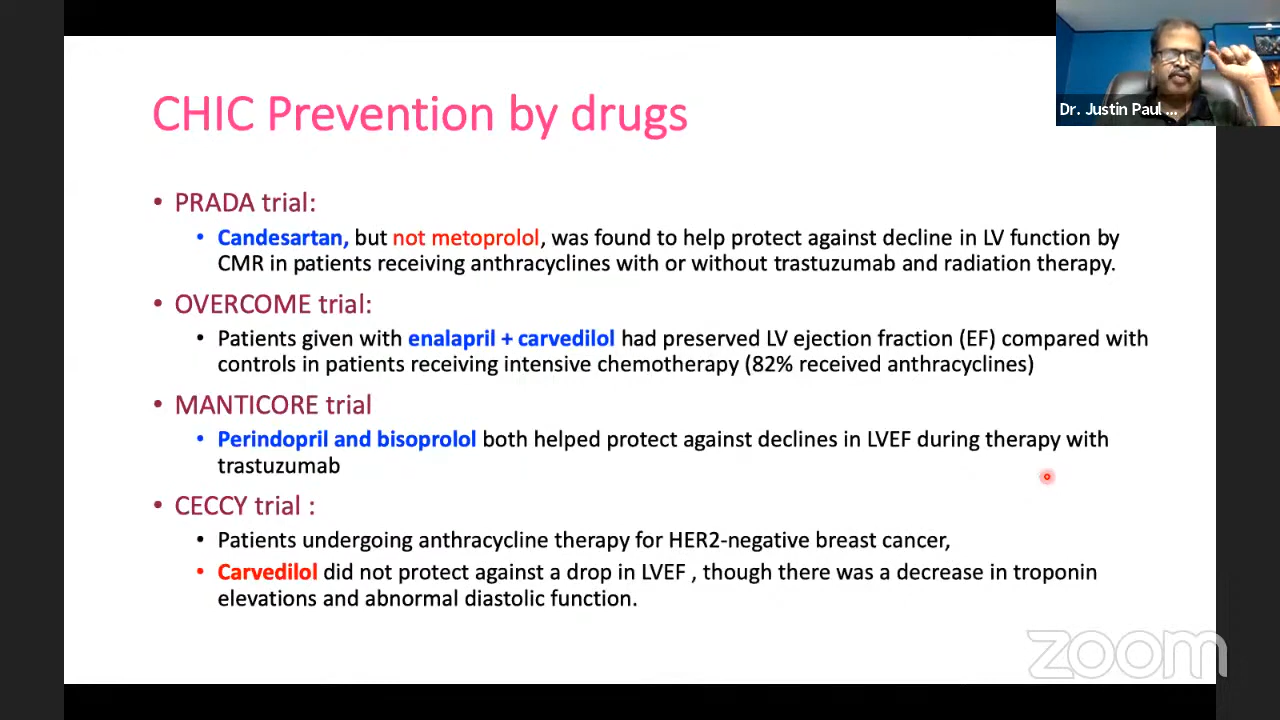 Dr. Justin Paul ...
CHIC Prevention by drugs
• PRADA trial:
• Candesartan, but not metoprolol, was found to help protect against decline in LV function by
CMR in patients receiving anthracyclines with or without trastuzumab and radiation therapy.
• OVERCOME trial:
• Patients given with enalapril + carvedilol had preserved LV ejection fraction (EF) compared with
controls in patients receiving intensive chemotherapy (82% received anthracyclines)
• MANTICORE trial
• Perindopril and bisoprolol both helped protect against declines in LVEF during therapy with
trastuzumab
• CECCY trial :
• Patients undergoing anthracycline therapy for HER2-negative breast cancer,
• Carvedilol did not protect against a drop in LVEF , though there was a decrease in troponin
elevations and abnormal diastolic function.
zoom